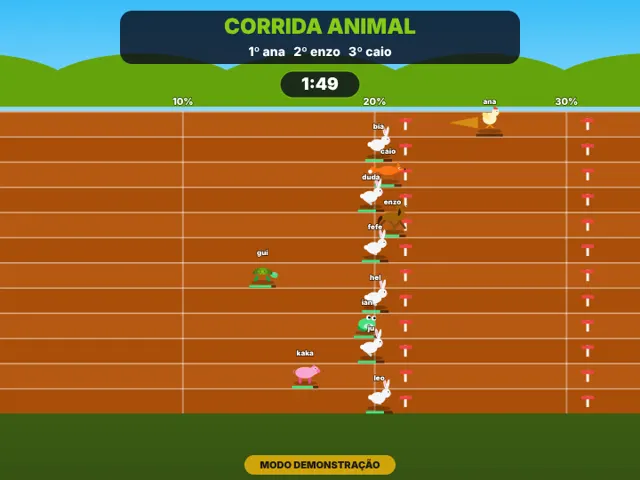 CORRIDA ANIMAL
1º ana 2º enzo 3º caio
1:49
10% 20% 30%
ana
bia
caio
duda
enzo
fefe
gui
hel
ian
ju
kaka
leo
MODO DEMONSTRAÇÃO